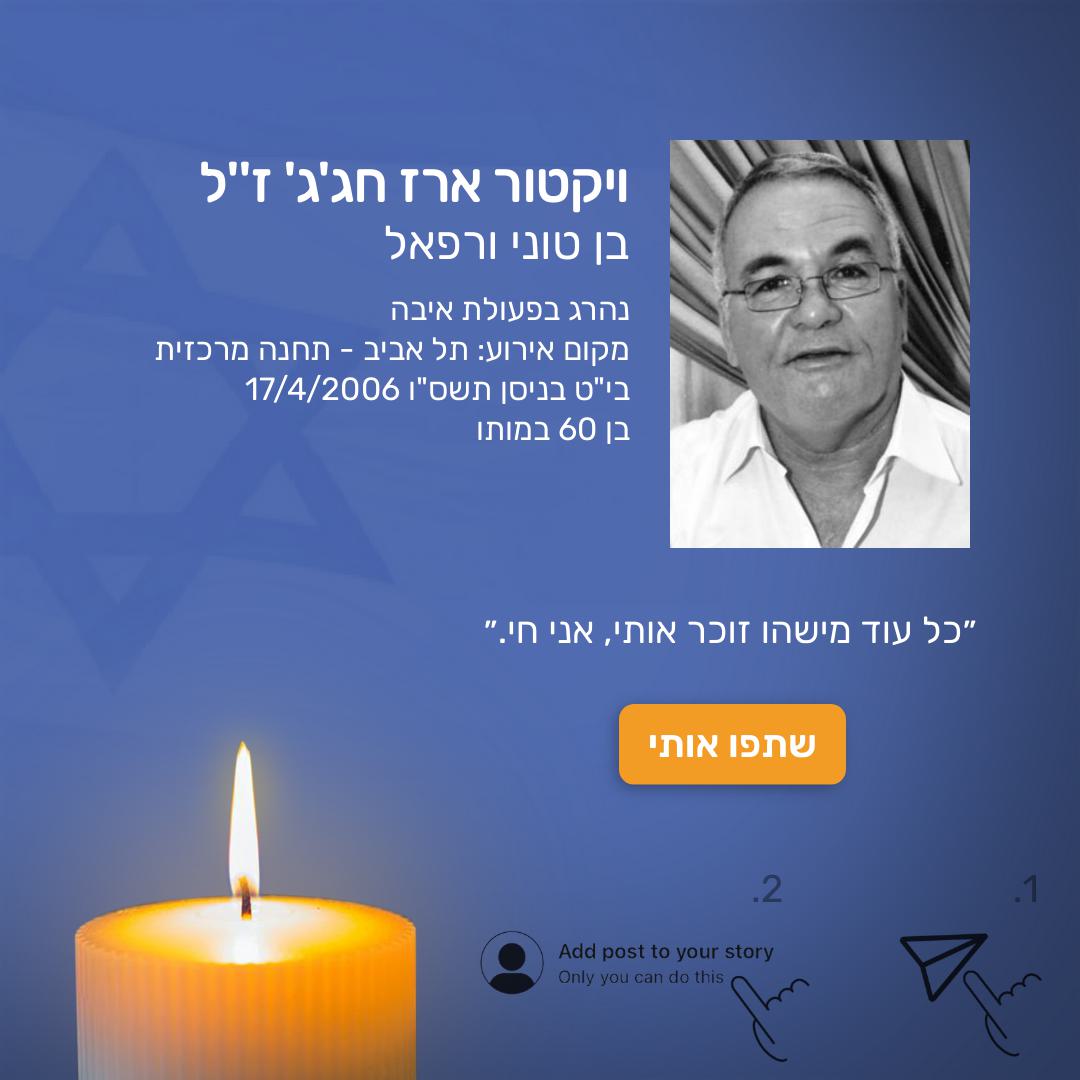 ויקטור ארז חג'ג' ז"ל
בן טוני ורפאל
נהרג בפעולת איבה
מקום אירוע: תל אביב - תחנה מרכזית
בי"ט בניסן תשס"ו 17/4/2006
בן 60 במותו
״כל עוד מישהו זוכר אותי, אני חי.״
שתפו אותי
1.
2.
Add post to your story
Only you can do this